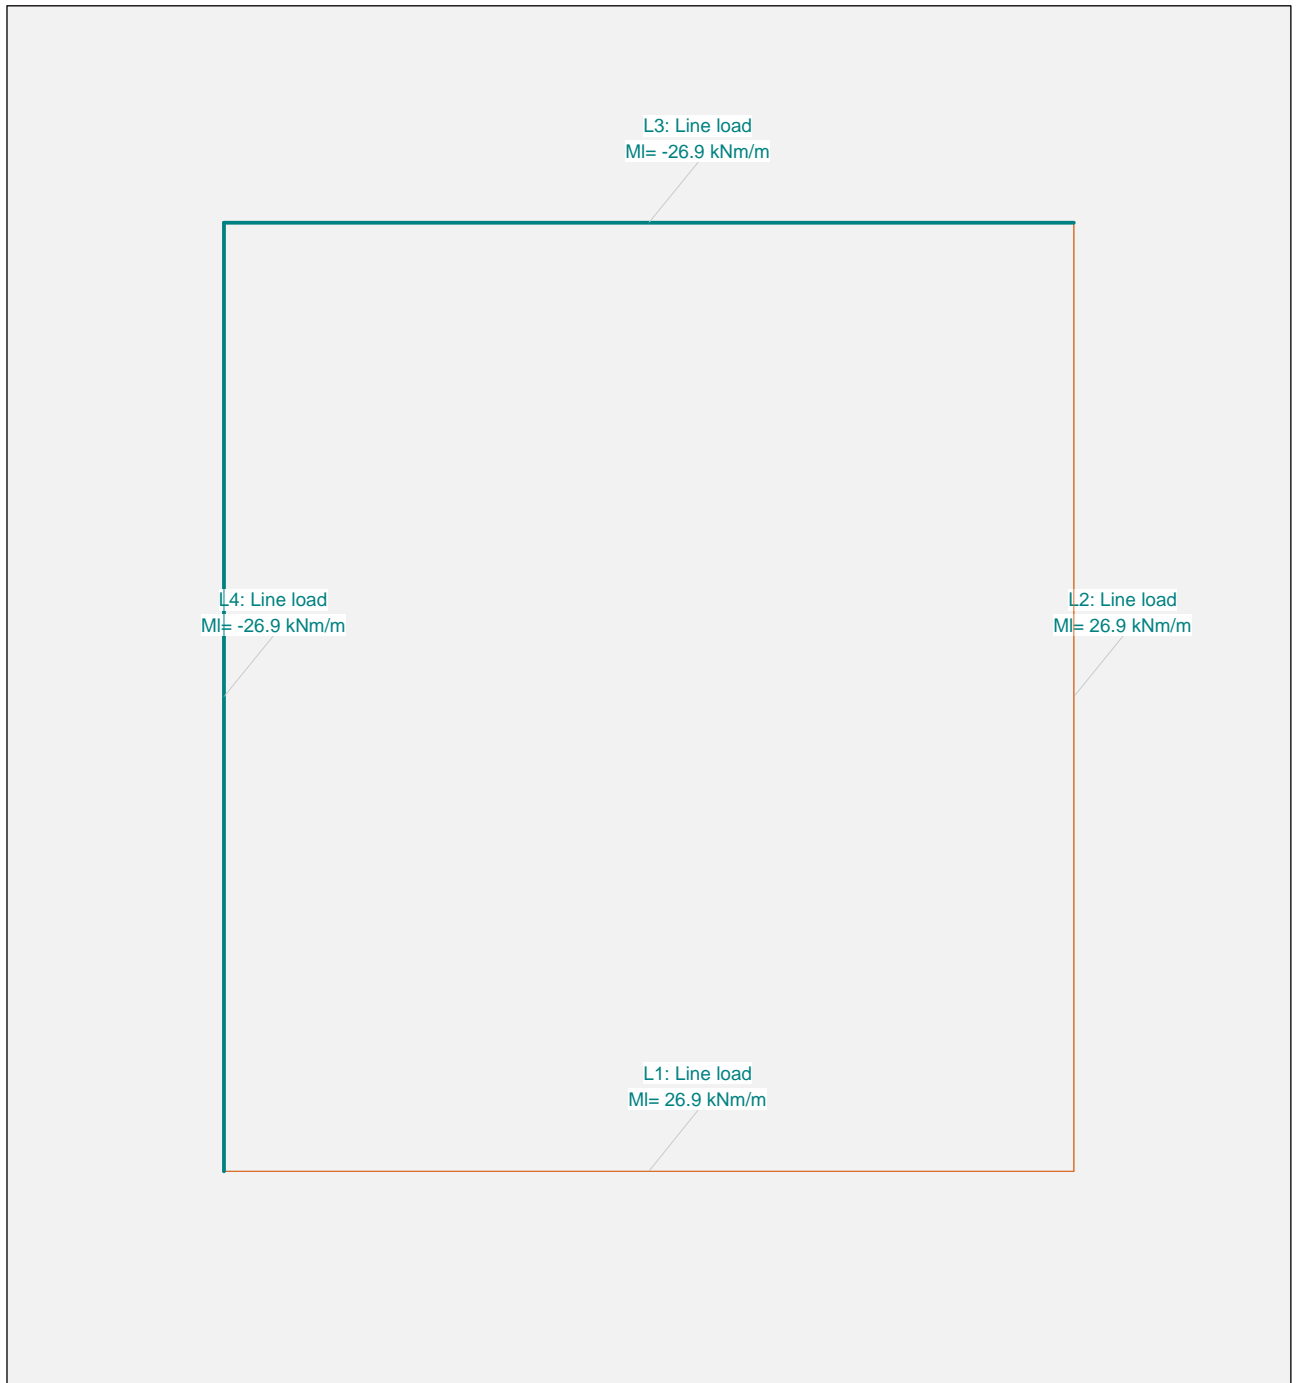 L3: Line load
Ml= -26.9 kNm/m
L4: Line load
Ml= -26.9 kNm/m
L2: Line load
Ml= 26.9 kNm/m
L1: Line load
Ml= 26.9 kNm/m